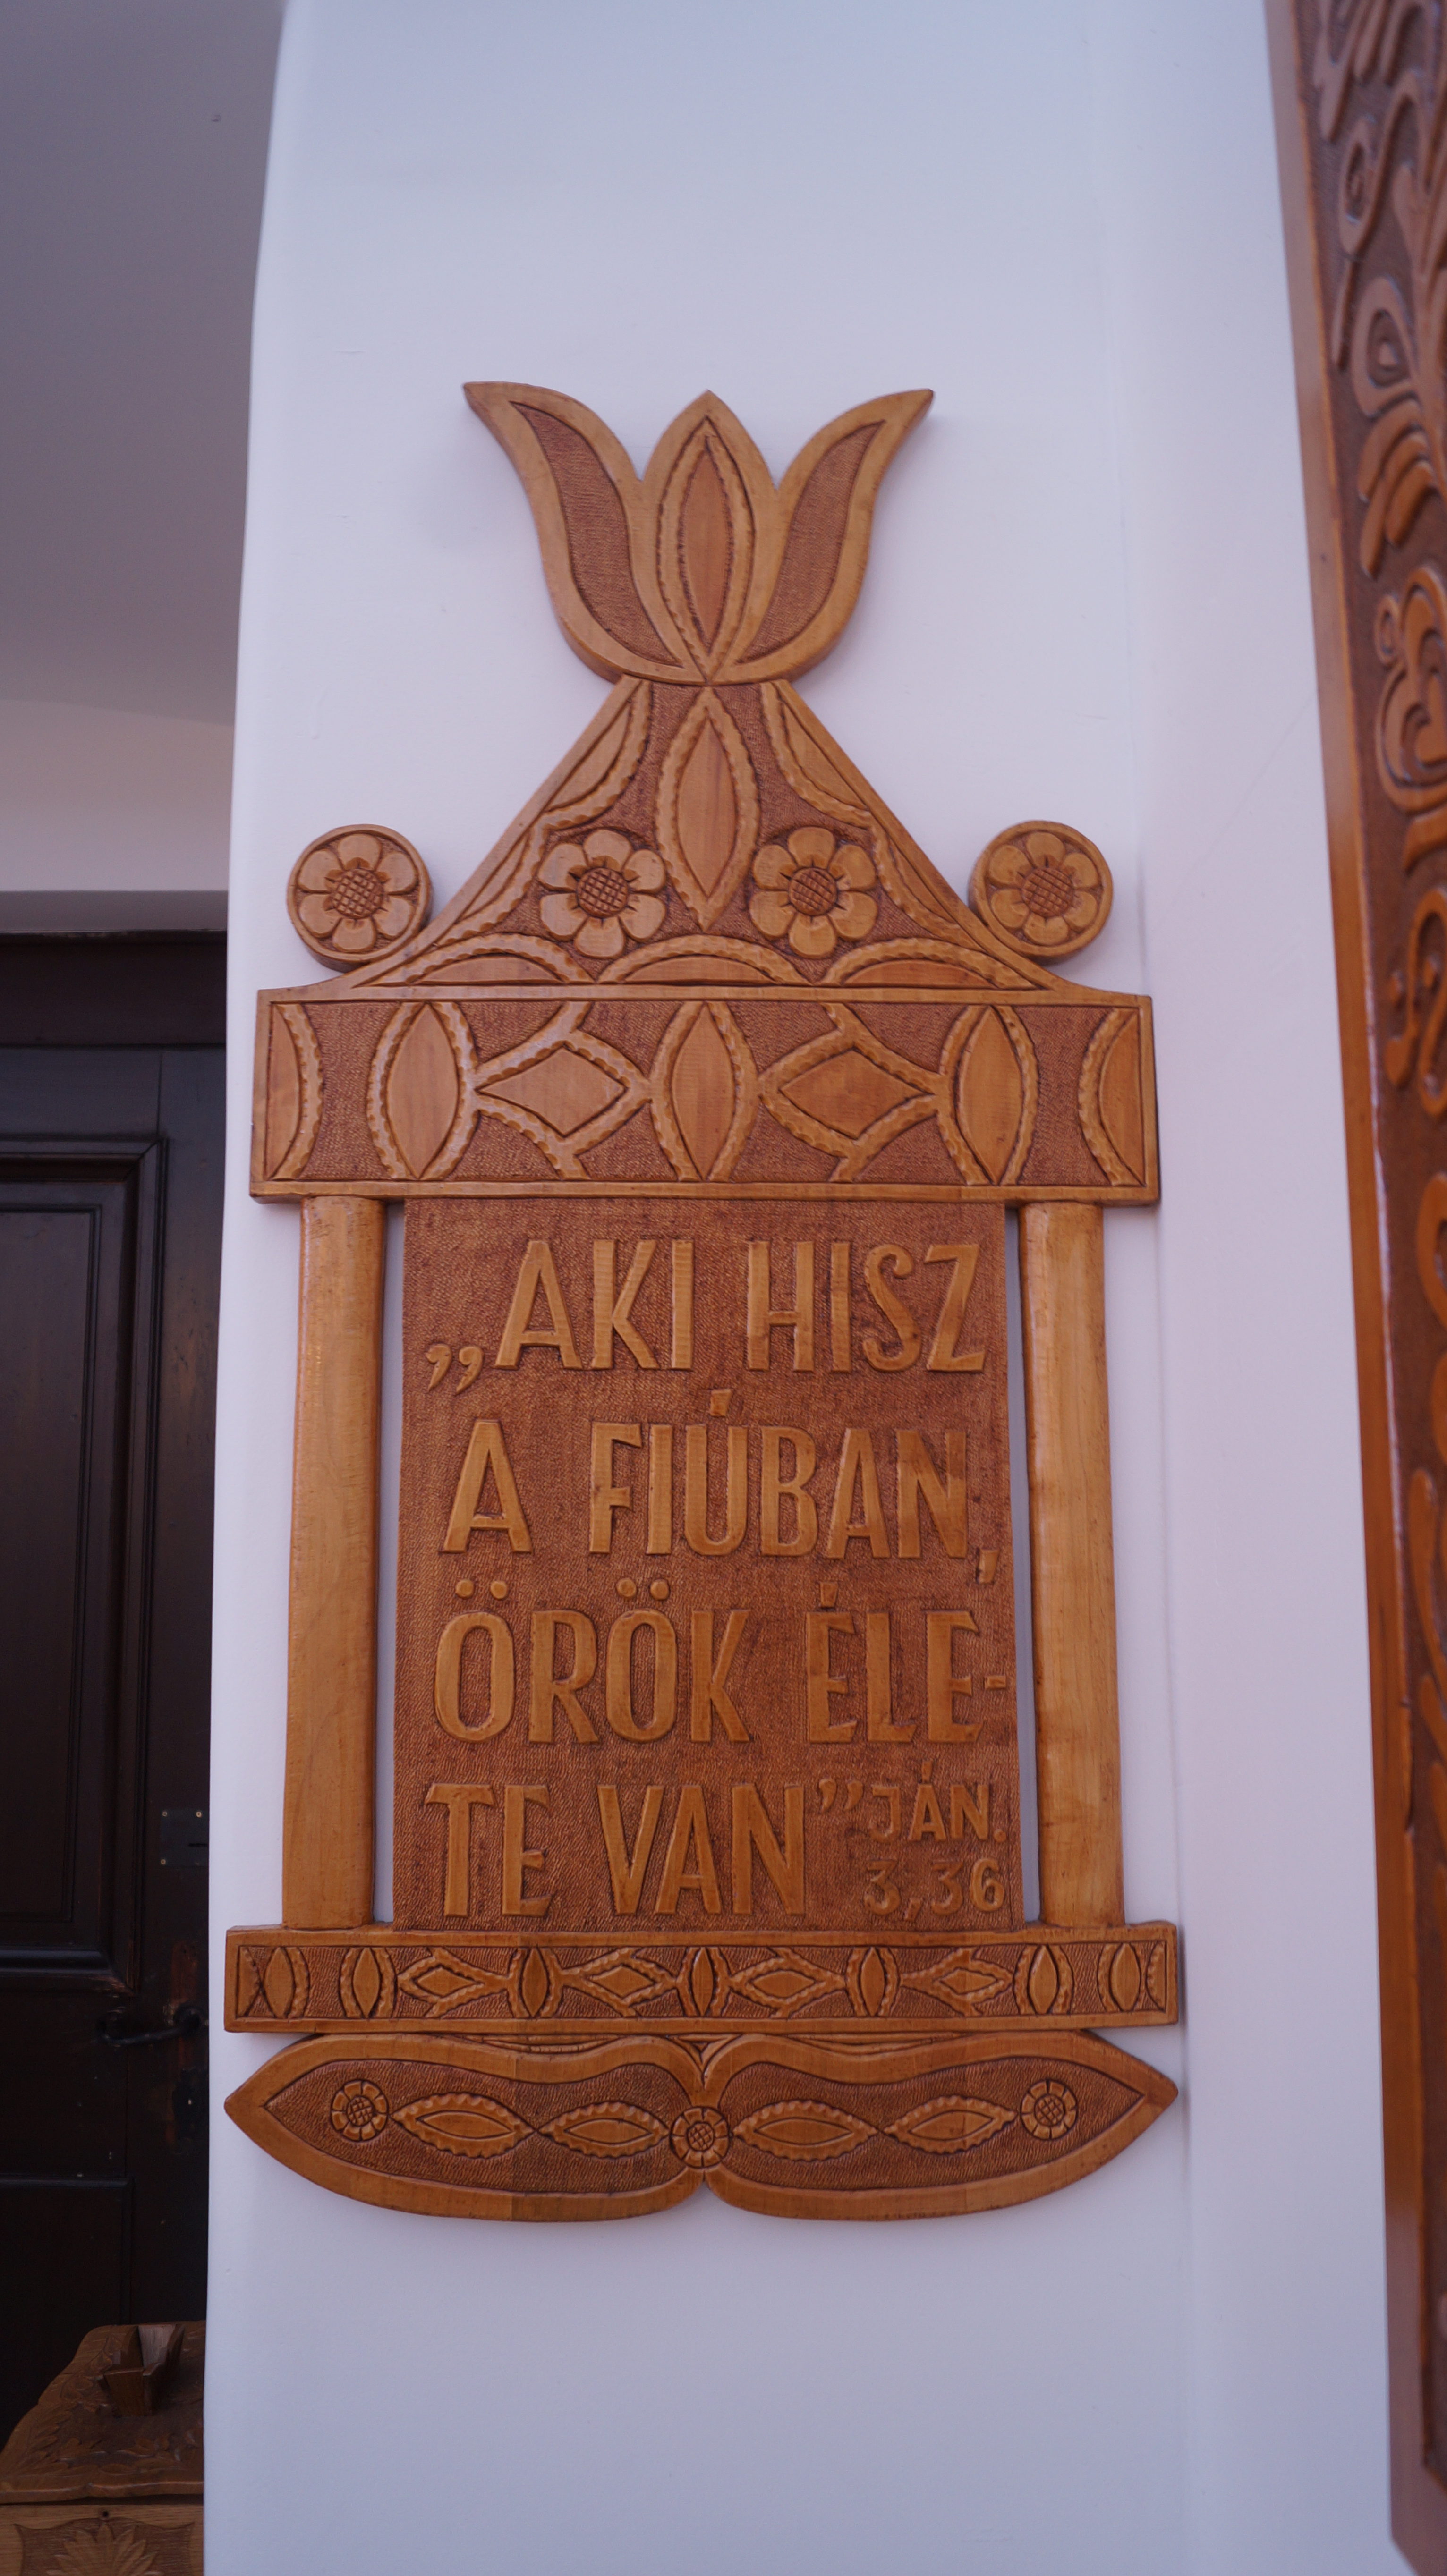 „AKI HISZ
A FIÚBAN,
ÖRÖK ÉLE-
TE VAN” JÁN.
3,36